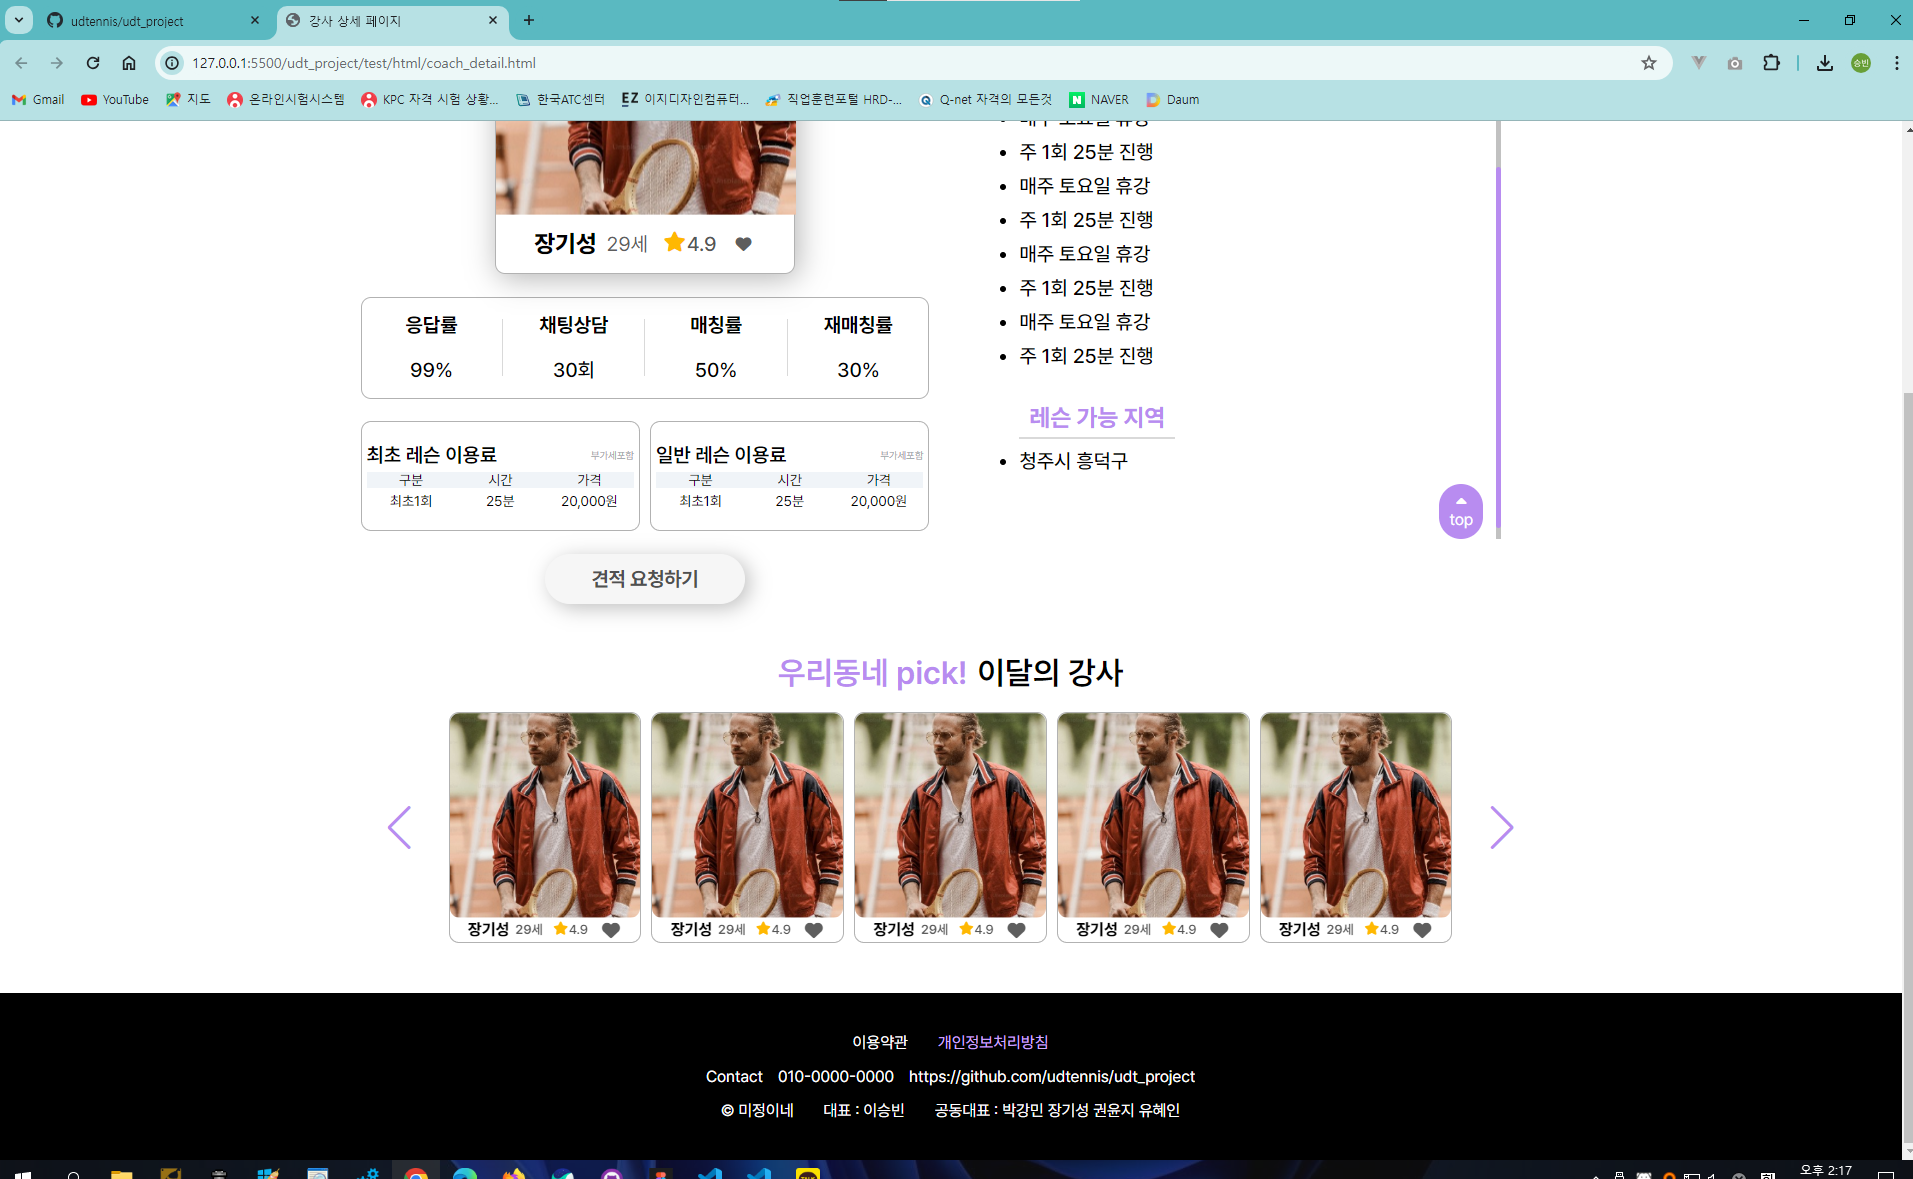 udtennis/udt_project
강사 상세 페이지
127.0.0.1:5500/udt_project/test/html/coach_detail.html
승빈
Gmail YouTube 지도 온라인시험시스템 KPC 자격 시험 상황... 한국ATC센터 EZ 이지디자인컴퓨터... 직업훈련포털 HRD-... Q-net 자격의 모든것 N NAVER Daum
매주 토요일 휴강
주 1회 25분 진행
매주 토요일 휴강
주 1회 25분 진행
매주 토요일 휴강
주 1회 25분 진행
매주 토요일 휴강
주 1회 25분 진행
장기성 29세 4.9
응답률 채팅상담 매칭률 재매칭률
99% 30회 50% 30%
레슨 가능 지역
청주시 흥덕구
최초 레슨 이용료 부가세포함
구분 시간 가격
최초1회 25분 20,000원
일반 레슨 이용료 부가세포함
구분 시간 가격
최초1회 25분 20,000원
top
견적 요청하기
우리동네 pick! 이달의 강사
장기성 29세 4.9
장기성 29세 4.9
장기성 29세 4.9
장기성 29세 4.9
장기성 29세 4.9
이용약관 개인정보처리방침
Contact 010-0000-0000 https://github.com/udtennis/udt_project
© 미정이네 대표 : 이승빈 공동대표 : 박강민 장기성 권윤지 유혜인
오후 2:17